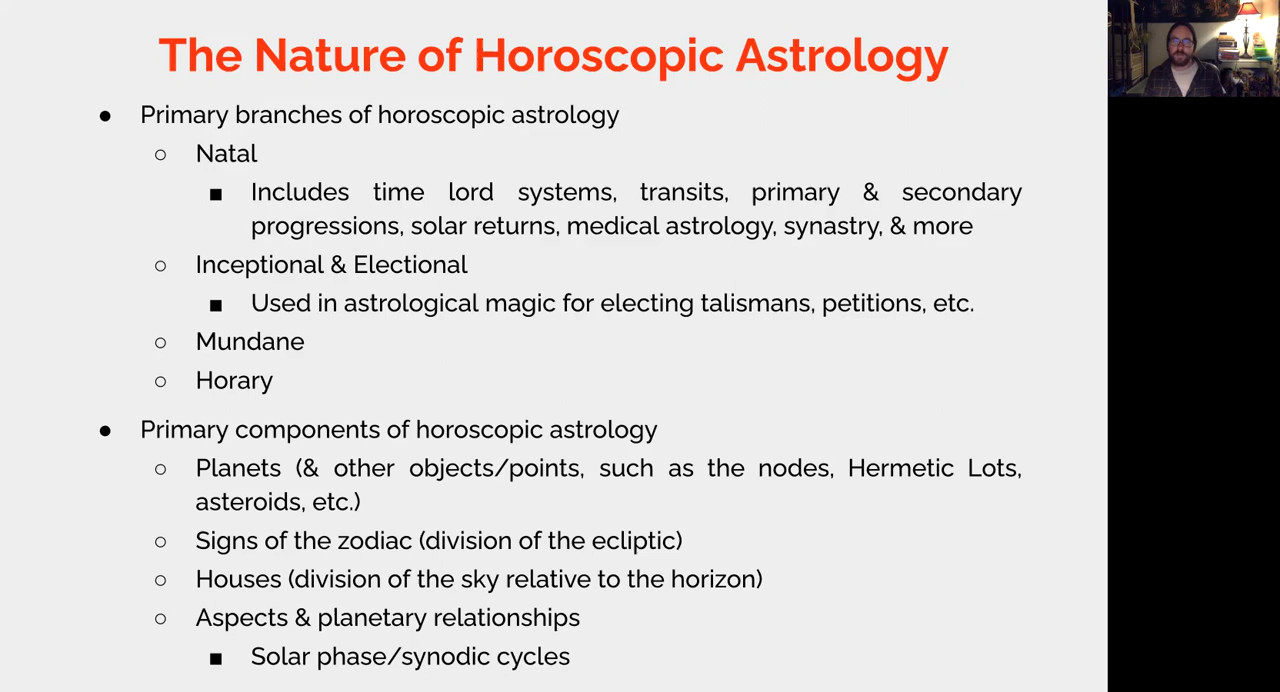 The Nature of Horoscopic Astrology
● Primary branches of horoscopic astrology
○ Natal
■ Includes time lord systems, transits, primary & secondary
progressions, solar returns, medical astrology, synastry, & more
○ Inceptional & Electional
■ Used in astrological magic for electing talismans, petitions, etc.
○ Mundane
○ Horary
● Primary components of horoscopic astrology
○ Planets (& other objects/points, such as the nodes, Hermetic Lots,
asteroids, etc.)
○ Signs of the zodiac (division of the ecliptic)
○ Houses (division of the sky relative to the horizon)
○ Aspects & planetary relationships
■ Solar phase/synodic cycles